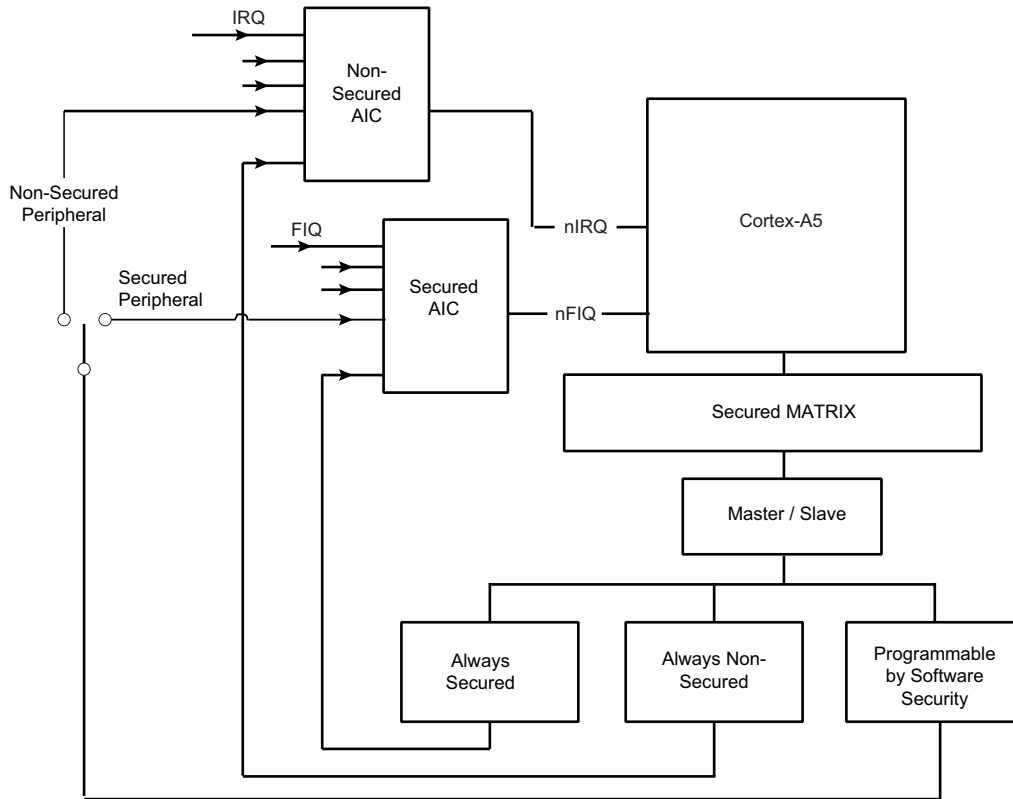 IRQ
Non-
Secured
AIC
Non-Secured
Peripheral
nIRQ
Cortex-A5
FIQ
Secured
Peripheral
Secured
AIC
nFIQ
Secured MATRIX
Master / Slave
Always
Secured
Always Non-
Secured
Programmable
by Software
Security